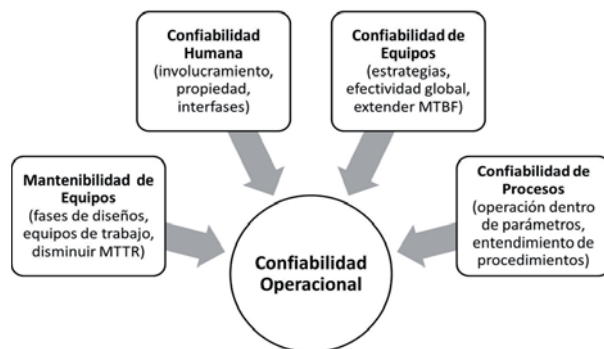 Confiabilidad
Humana
(involucramiento,
propiedad,
interfases)
Confiabilidad de
Equipos
(estrategias,
efectividad global,
extender MTBF)
Mantenibilidad de
Equipos
(fases de diseños,
equipos de trabajo,
disminuir MTTR)
Confiabilidad de
Procesos
(operación dentro
de parámetros,
entendimiento de
procedimientos)
Confiabilidad
Operacional